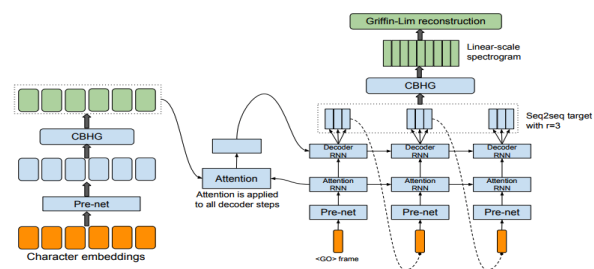 Griffin-Lim reconstruction
Linear-scale
spectrogram
CBHG
Seq2seq target
with r=3
CBHG
Pre-net
Character embeddings
Attention
Attention is applied
to all decoder steps
Decoder
RNN
Decoder
RNN
Decoder
RNN
Attention
RNN
Attention
RNN
Attention
RNN
Pre-net
Pre-net
Pre-net
<GO> frame